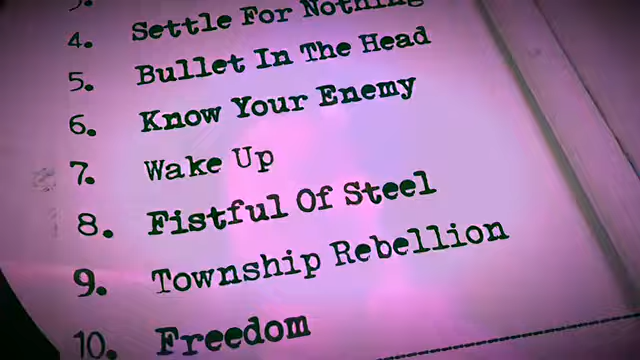 3.
4. Settle For Nothing
5. Bullet In The Head
6. Know Your Enemy
7. Wake Up
8. Fistful Of Steel
9. Township Rebellion
10. Freedom